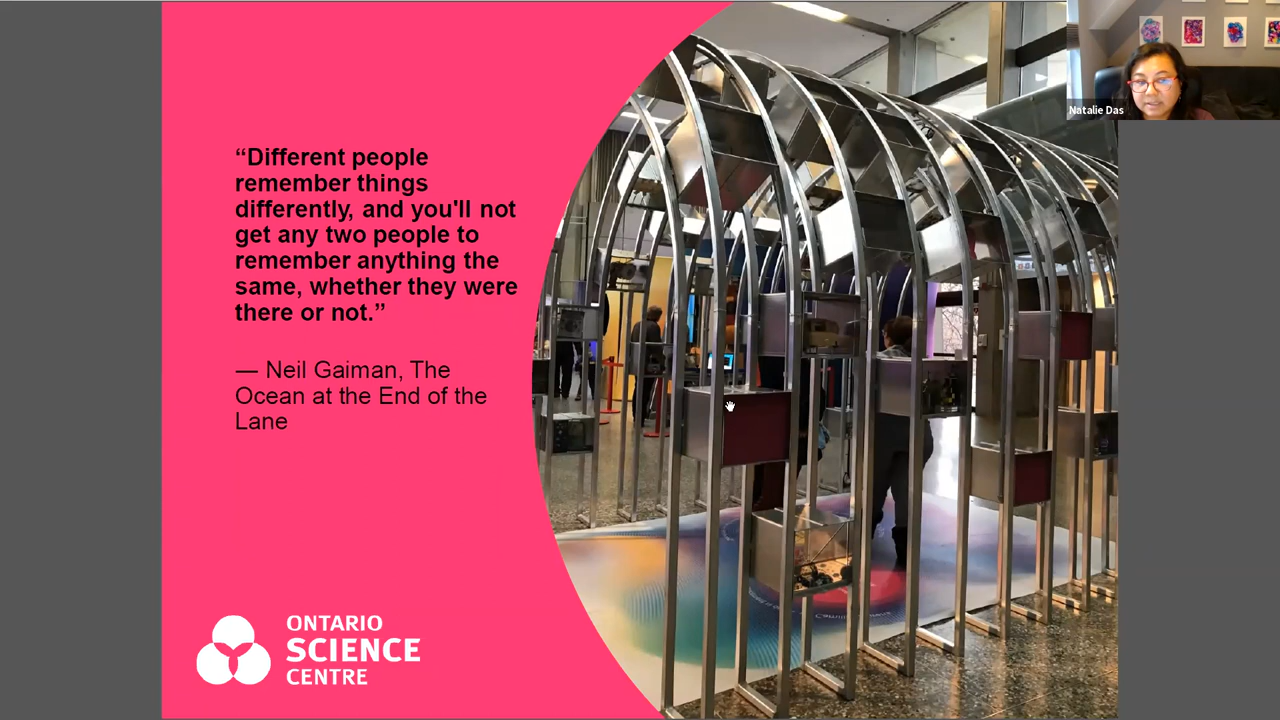 Natalie Das
“Different people
remember things
differently, and you'll not
get any two people to
remember anything the
same, whether they were
there or not.”
— Neil Gaiman, The
Ocean at the End of the
Lane
ONTARIO
SCIENCE
CENTRE